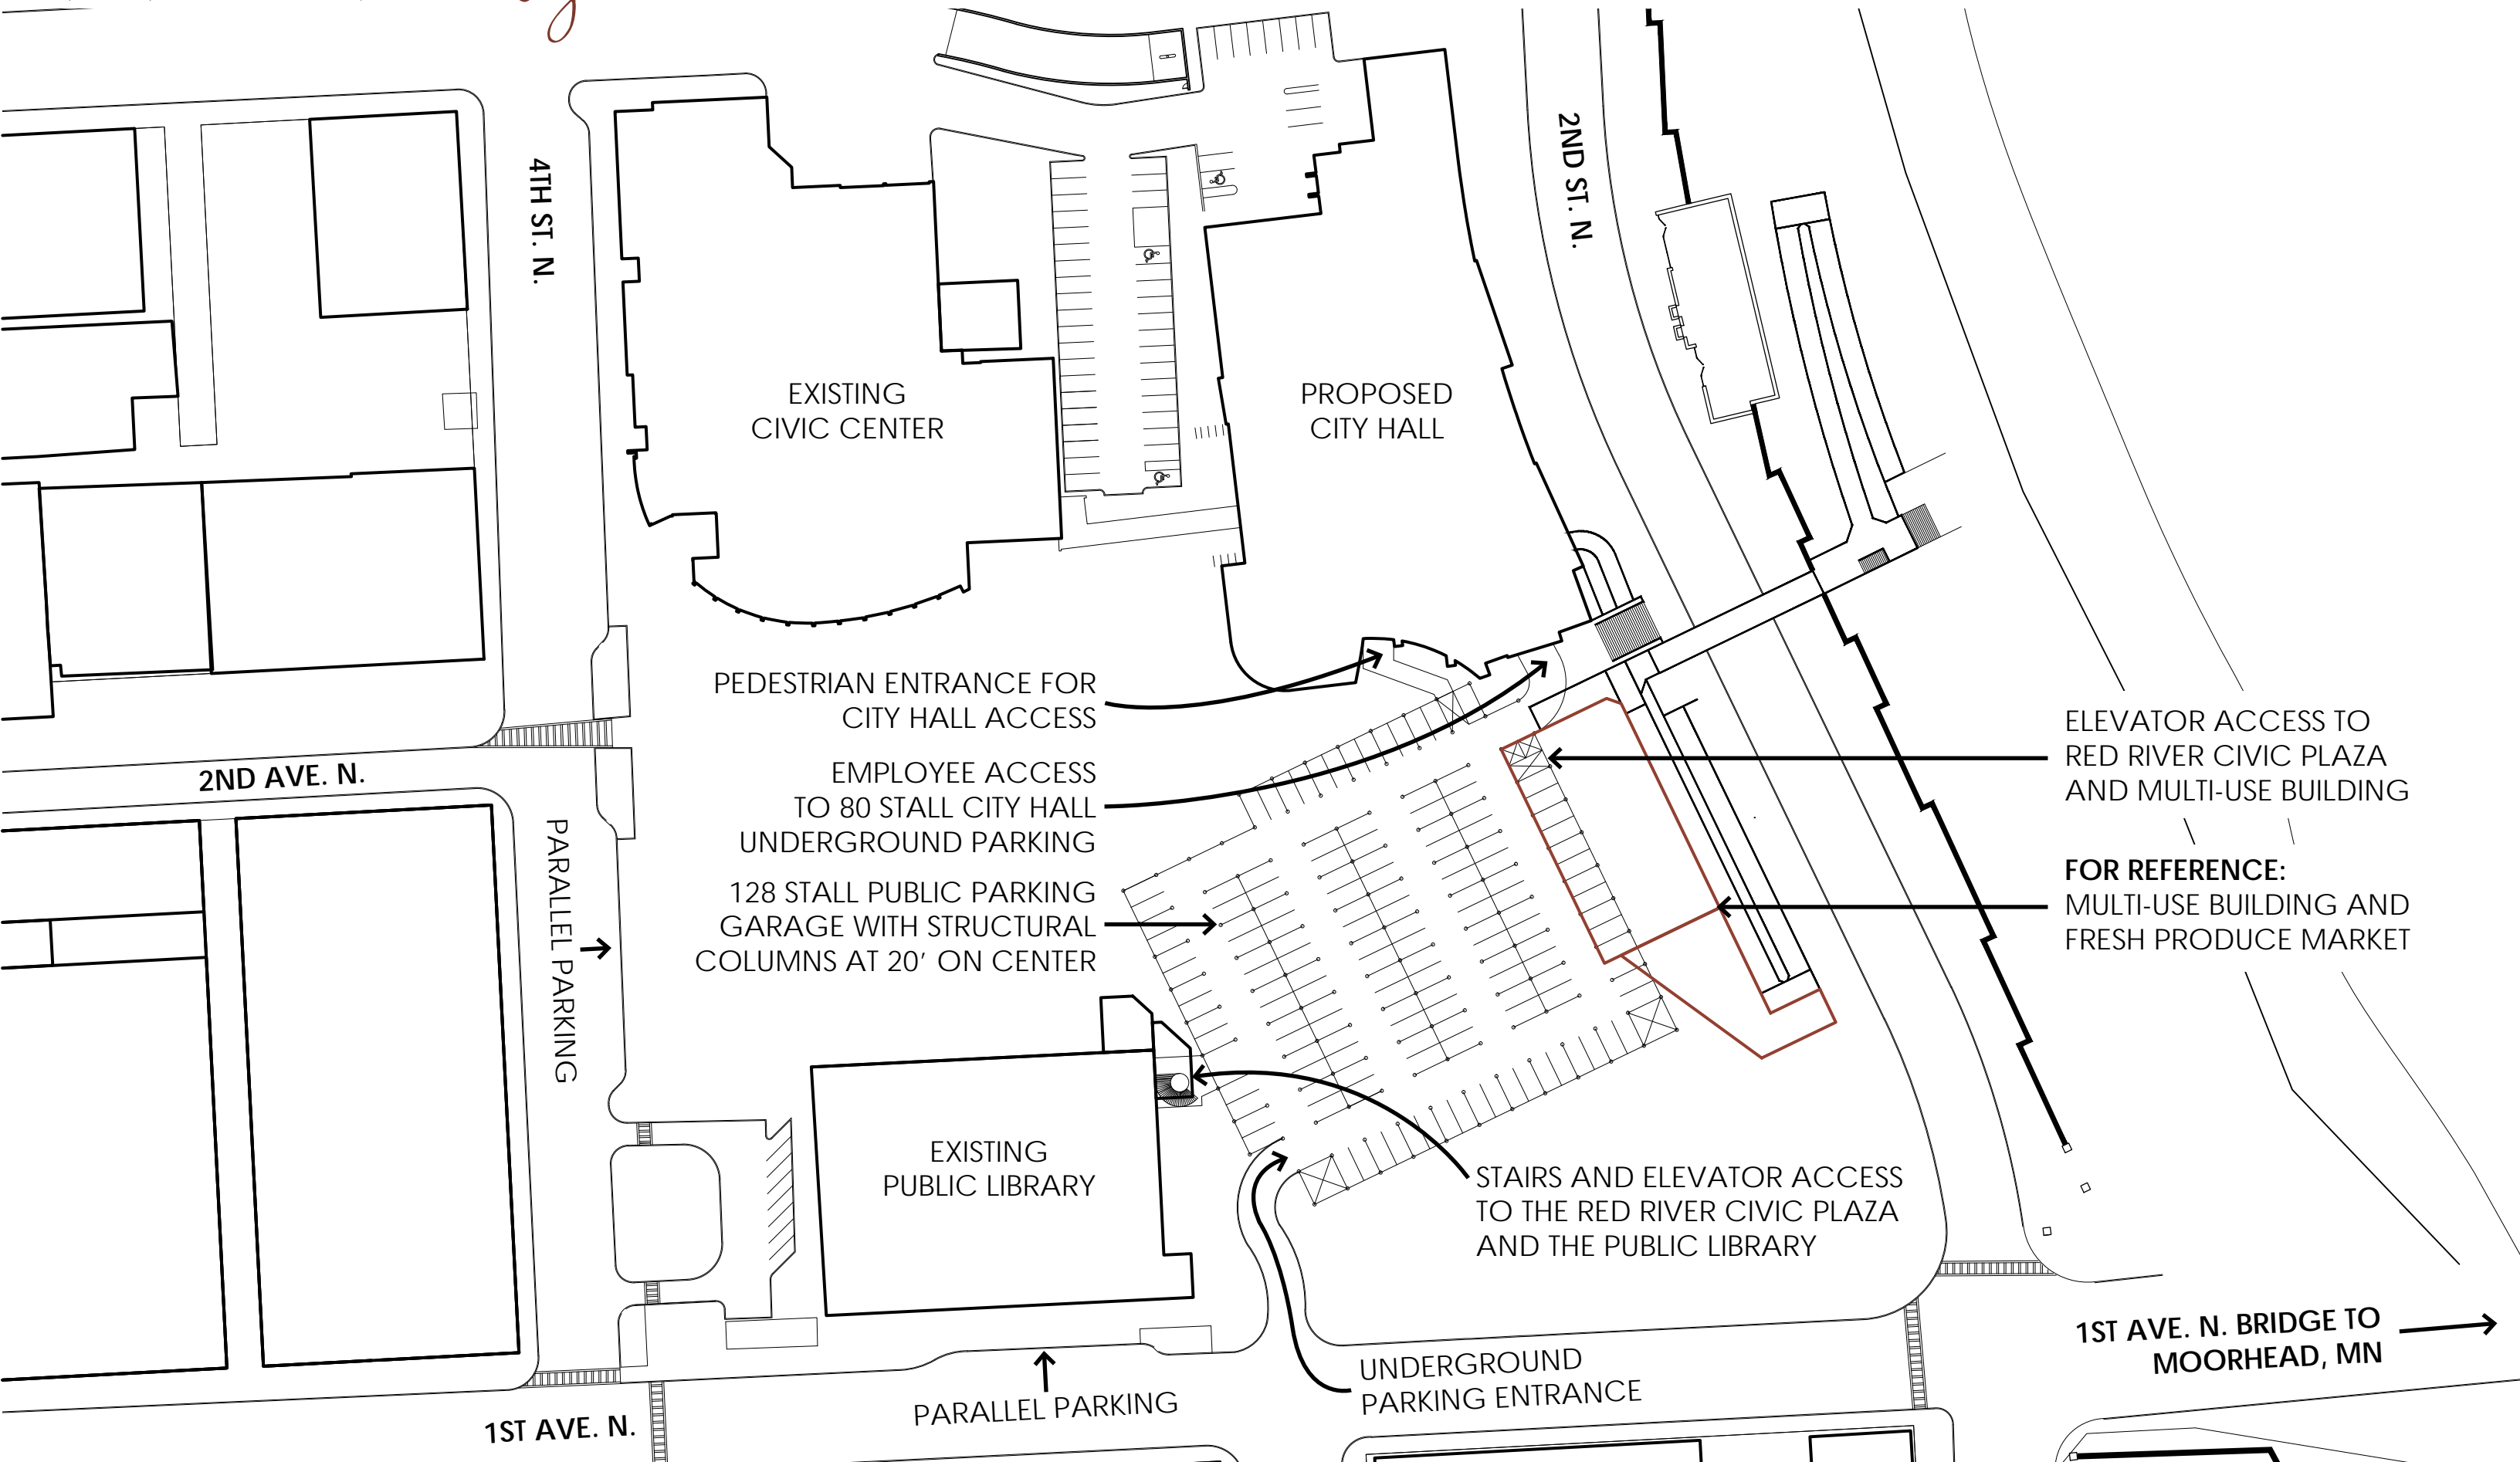 4TH ST. N.
2ND ST. N.
EXISTING
CIVIC CENTER
PROPOSED
CITY HALL
PEDESTRIAN ENTRANCE FOR
CITY HALL ACCESS
ELEVATOR ACCESS TO
RED RIVER CIVIC PLAZA
AND MULTI-USE BUILDING
2ND AVE. N.
EMPLOYEE ACCESS
TO 80 STALL CITY HALL
UNDERGROUND PARKING
PARALLEL PARKING
FOR REFERENCE:
MULTI-USE BUILDING AND
FRESH PRODUCE MARKET
128 STALL PUBLIC PARKING
GARAGE WITH STRUCTURAL
COLUMNS AT 20’ ON CENTER
EXISTING
PUBLIC LIBRARY
STAIRS AND ELEVATOR ACCESS
TO THE RED RIVER CIVIC PLAZA
AND THE PUBLIC LIBRARY
1ST AVE. N. BRIDGE TO
MOORHEAD, MN
UNDERGROUND
PARKING ENTRANCE
PARALLEL PARKING
1ST AVE. N.